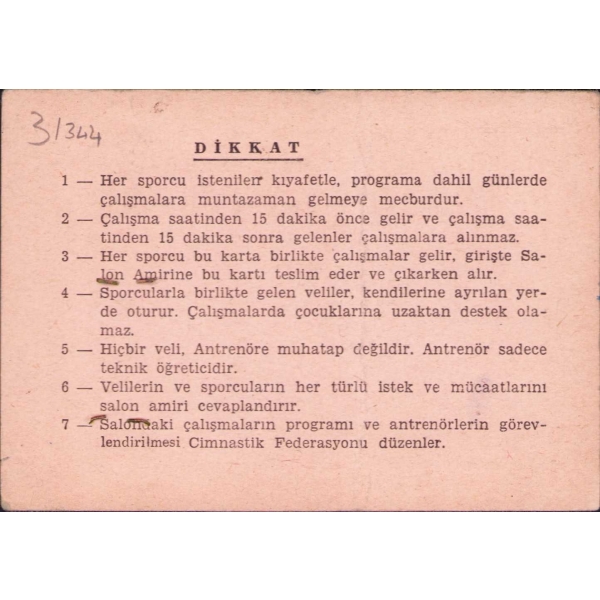 3/344
DİKKAT
1 — Her sporcu istenilerr kıyafetle, programa dahil günlerde
çalışmalara muntazaman gelmeye mecburdur.
2 — Çalışma saatinden 15 dakika önce gelir ve çalışma saa-
tinden 15 dakika sonra gelenler çalışmalara alınmaz.
3 — Her sporcu bu karta birlikte çalışmalar gelir, girişte Sa-
lon Amirine bu kartı teslim eder ve çıkarken alır.
4 — Sporcularla birlikte gelen veliler, kendilerine ayrılan yer-
de oturur. Çalışmalarda çocuklarına uzaktan destek ola-
maz.
5 — Hiçbir veli, Antrenöre muhatap değildir. Antrenör sadece
teknik öğreticidir.
6 — Velilerin ve sporcuların her türlü istek ve mücaatlarını
salon amiri cevaplandırır.
7 — Salondaki çalışmaların programı ve antrenörlerin görev-
lendirilmesi Cimnastik Federasyonu düzenler.